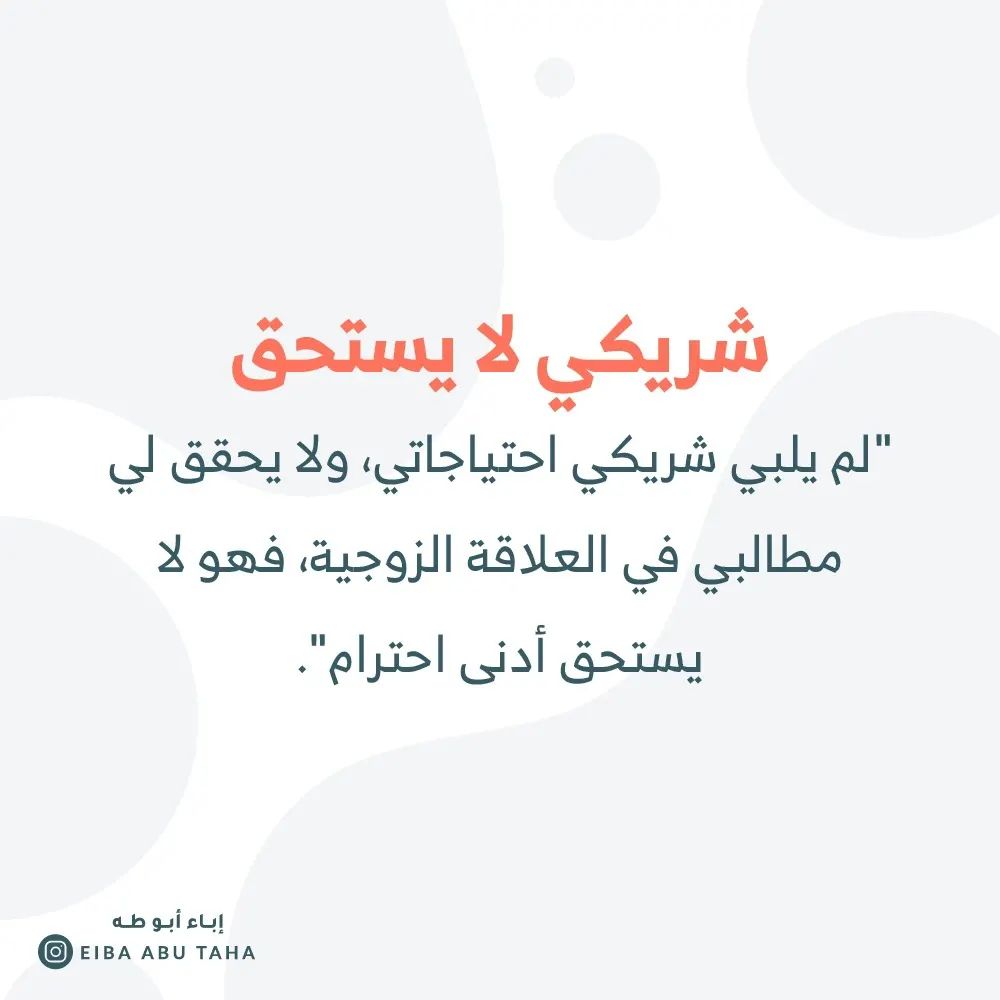 شريكي لا يستحق
"لم يلبي شريكي احتياجاتي، ولا يحقق لي
مطالبي في العلاقة الزوجية، فهو لا
يستحق أدنى احترام".
إباء أبو طه
EIBA ABU TAHA